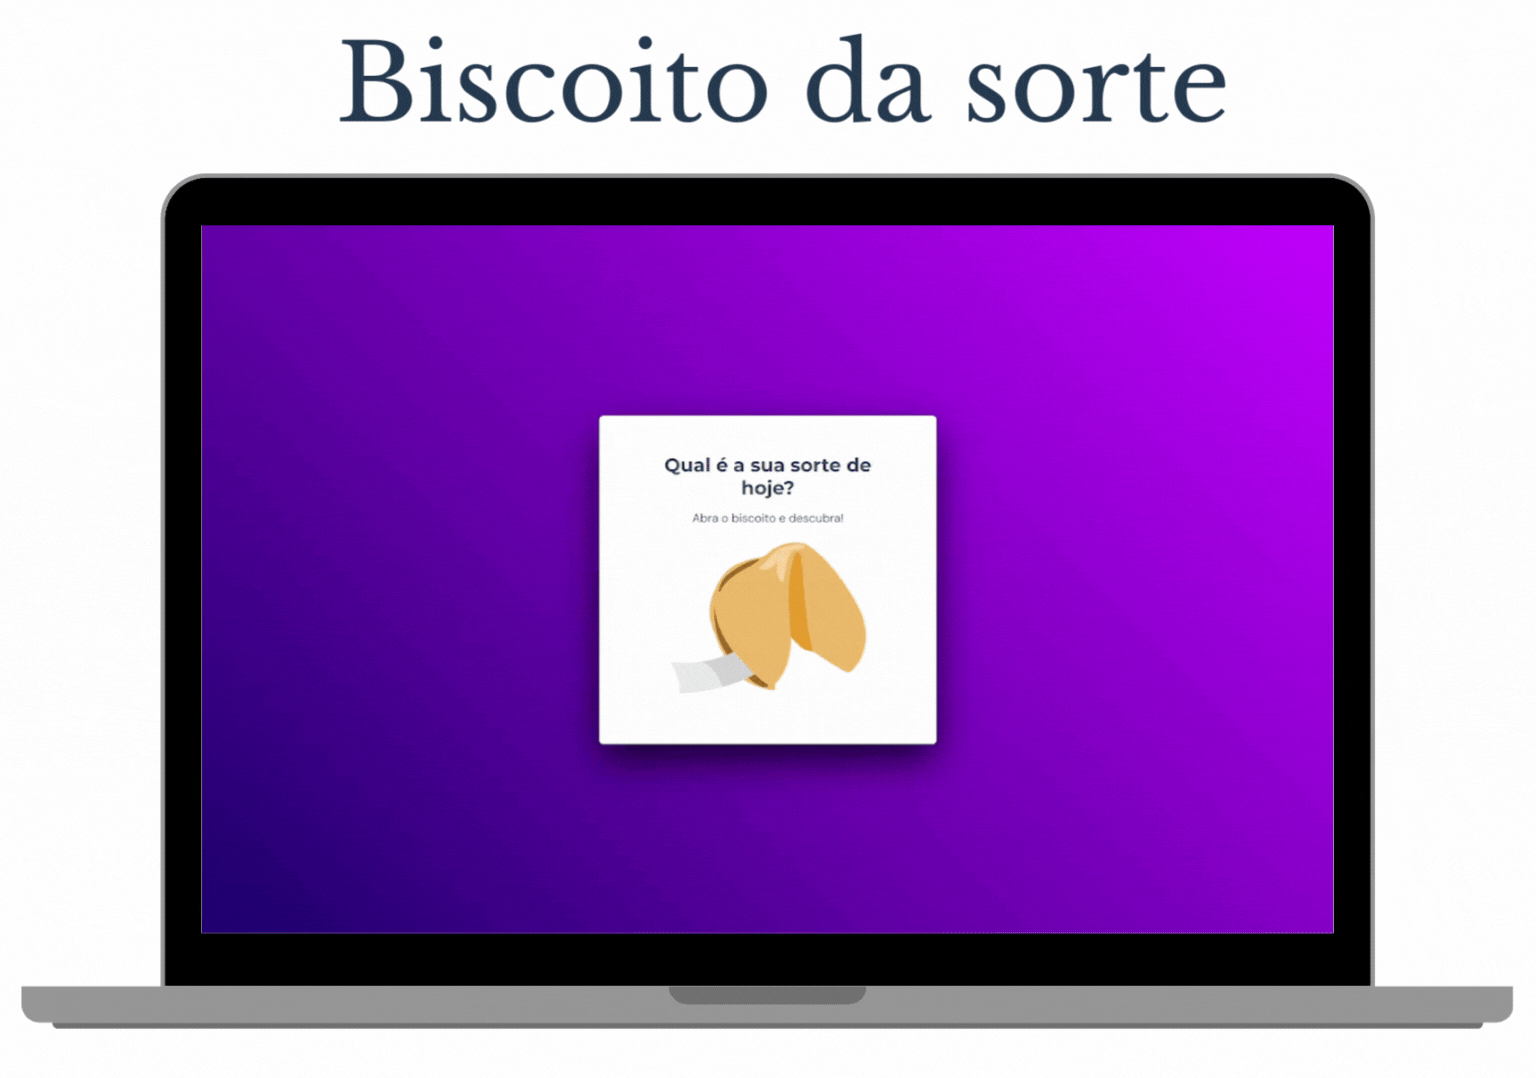 Biscoito da sorte
Qual é a sua sorte de
hoje?
Abra o biscoito e descubra!